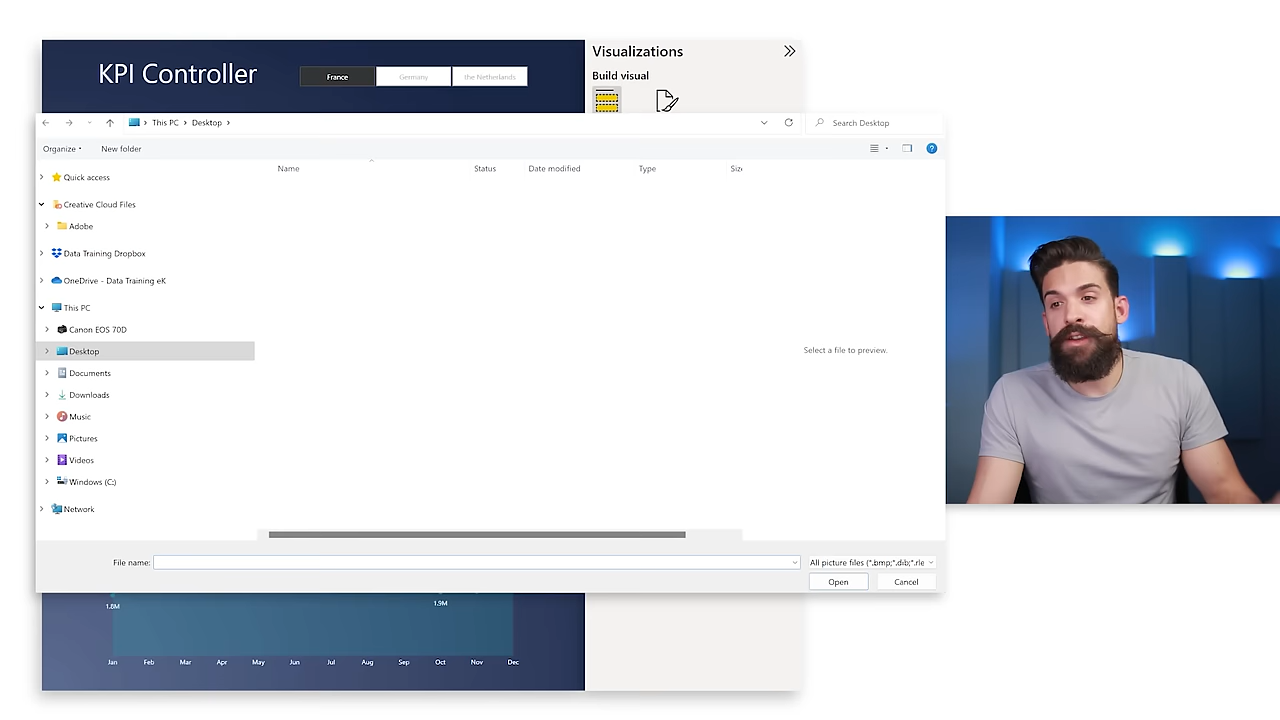 Visualizations
KPI Controller
France
Germany
the Netherlands
Build visual
This PC
Desktop
Search Desktop
Organize
New folder
Name
Status
Date modified
Type
Size
Quick access
Creative Cloud Files
Adobe
Data Training Dropbox
OneDrive - Data Training eK
This PC
Canon EOS 70D
Desktop
Documents
Downloads
Music
Pictures
Videos
Windows (C:)
Network
Select a file to preview.
File name:
All picture files (*.bmp;*.dib;*.rle
Open
Cancel
1.8M
1.9M
Jan Feb Mar Apr May Jun Jul Aug Sep Oct Nov Dec